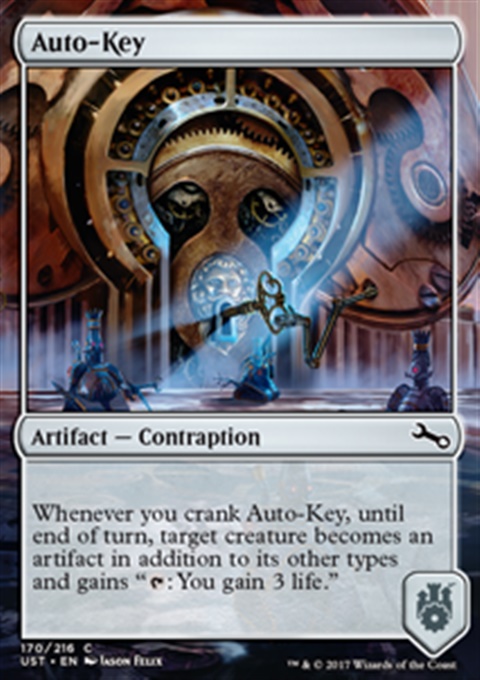 Auto-Key
Artifact — Contraption
Whenever you crank Auto-Key, until
end of turn, target creature becomes an
artifact in addition to its other types
and gains “: You gain 3 life.”
170/216 C
UST • EN Jason Felix
™ & © 2017 Wizards of the Coast